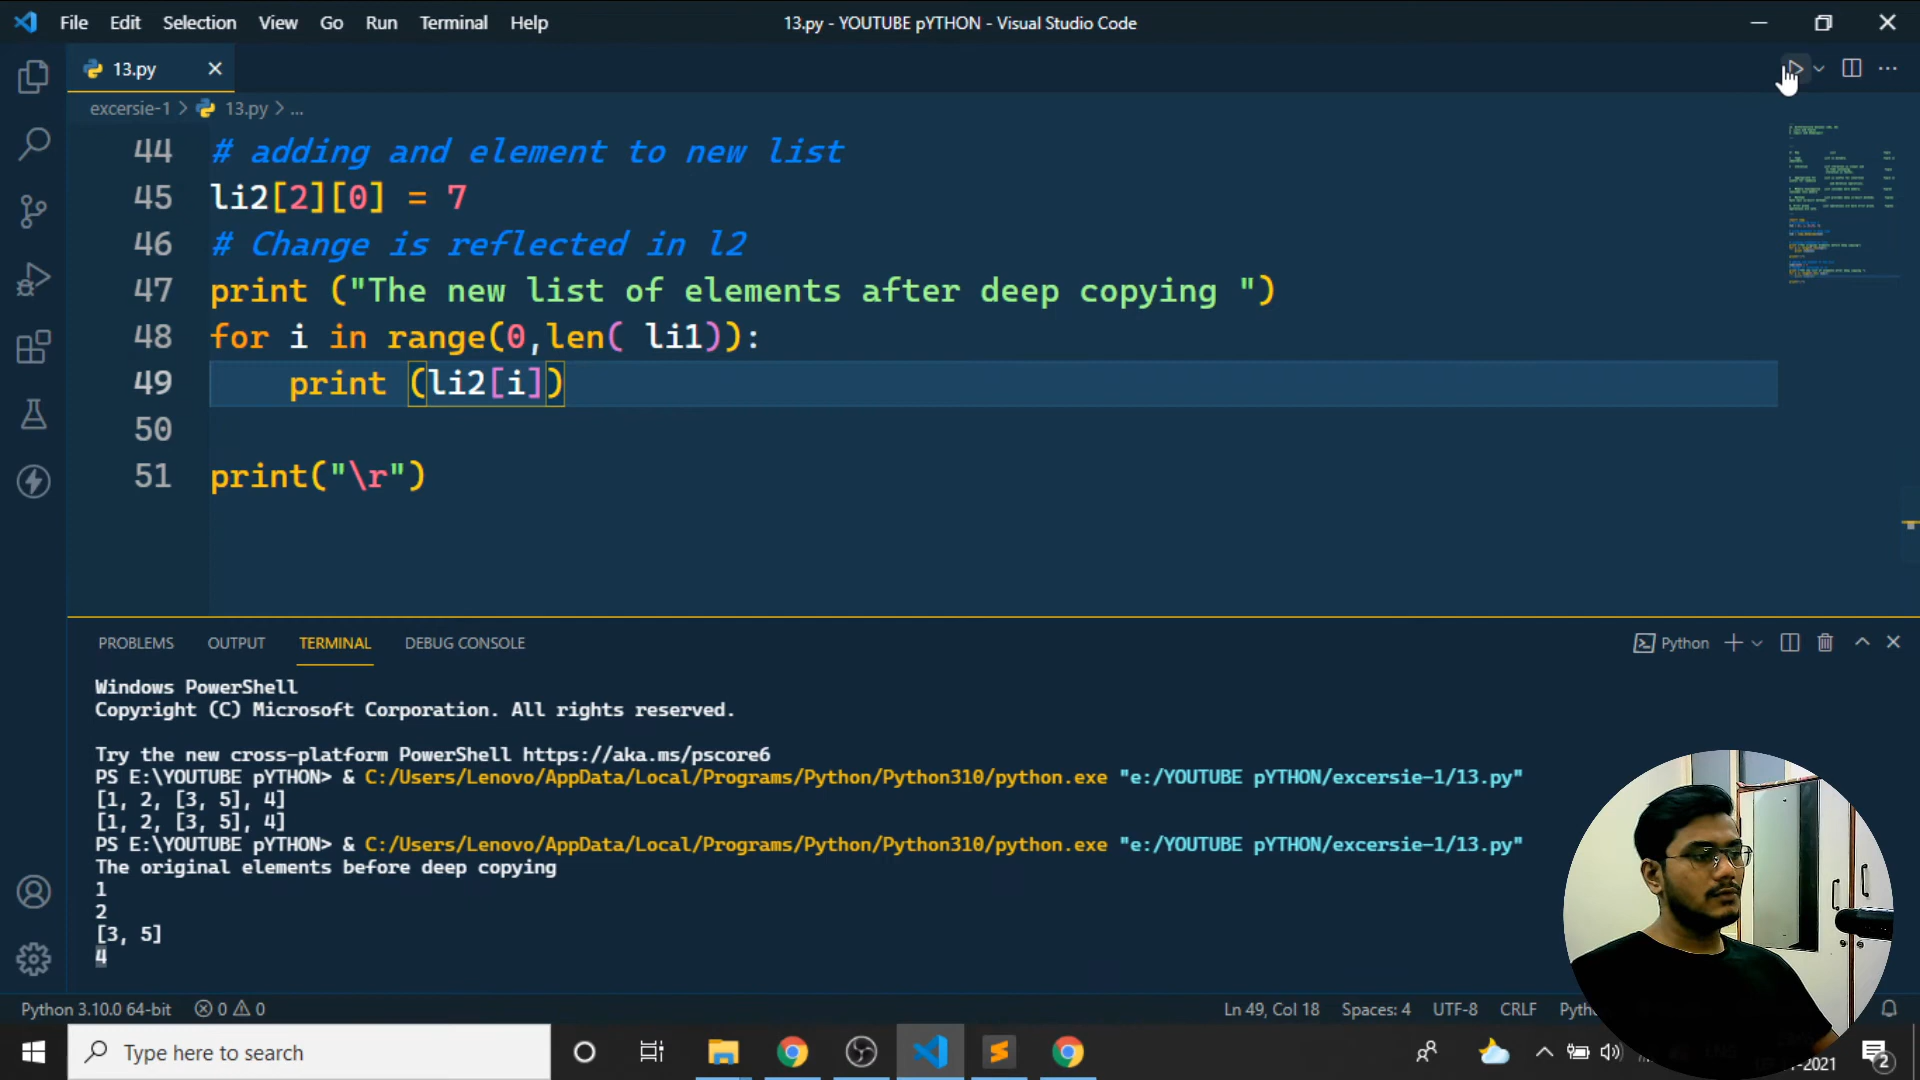 File Edit Selection View Go Run Terminal Help
13.py - YOUTUBE pYTHON - Visual Studio Code
13.py
excersie-1 > 13.py > ...
44 # adding and element to new list
45 li2[2][0] = 7
46 # Change is reflected in l2
47 print ("The new list of elements after deep copying ")
48 for i in range(0,len( li1)):
49 print (li2[i])
50
51 print("\r")
PROBLEMS OUTPUT TERMINAL DEBUG CONSOLE
Python
Windows PowerShell
Copyright (C) Microsoft Corporation. All rights reserved.
Try the new cross-platform PowerShell https://aka.ms/pscore6
PS E:\YOUTUBE pYTHON> & C:/Users/Lenovo/AppData/Local/Programs/Python/Python310/python.exe "e:/YOUTUBE pYTHON/excersie-1/13.py"
[1, 2, [3, 5], 4]
[1, 2, [3, 5], 4]
PS E:\YOUTUBE pYTHON> & C:/Users/Lenovo/AppData/Local/Programs/Python/Python310/python.exe "e:/YOUTUBE pYTHON/excersie-1/13.py"
The original elements before deep copying
1
2
[3, 5]
4
Python 3.10.0 64-bit 0 0
Ln 49, Col 18 Spaces: 4 UTF-8 CRLF
Type here to search
2